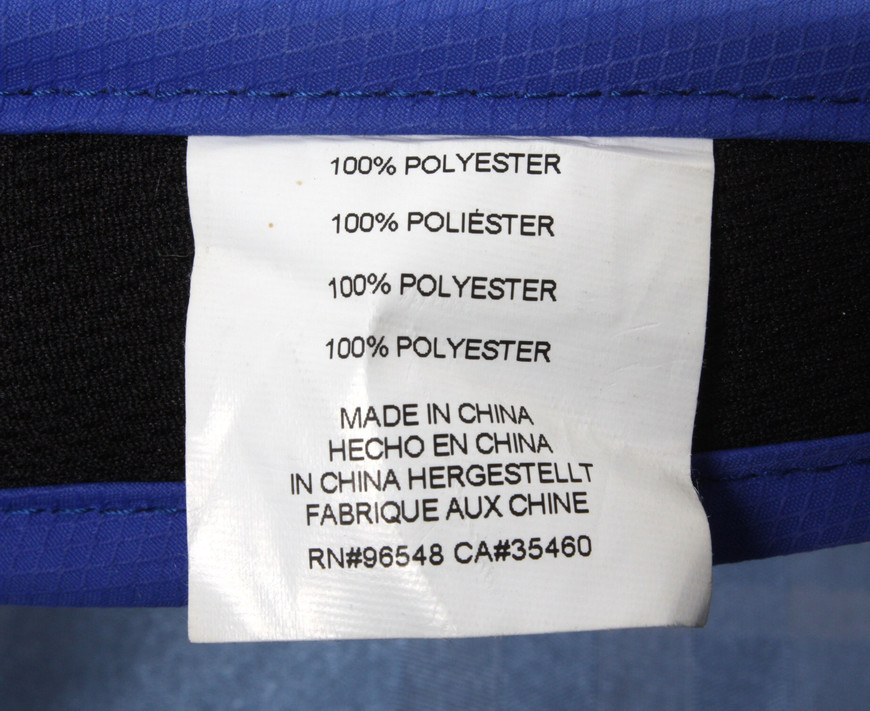 100% POLYESTER
100% POLIÉSTER
100% POLYESTER
100% POLYESTER
MADE IN CHINA
HECHO EN CHINA
IN CHINA HERGESTELLT
FABRIQUE AUX CHINE
RN#96548 CA#35460